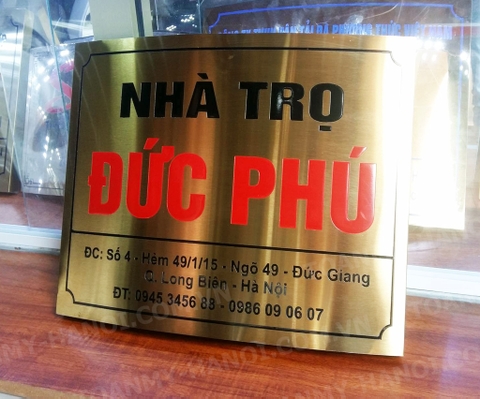 NHÀ TRỌ
ĐỨC PHÚ
ĐC: Số 4 - Hẻm 49/1/15 - Ngõ 49 - Đức Giang
Q. Long Biên - Hà Nội
ĐT: 0945 3456 88 - 0986 09 06 07